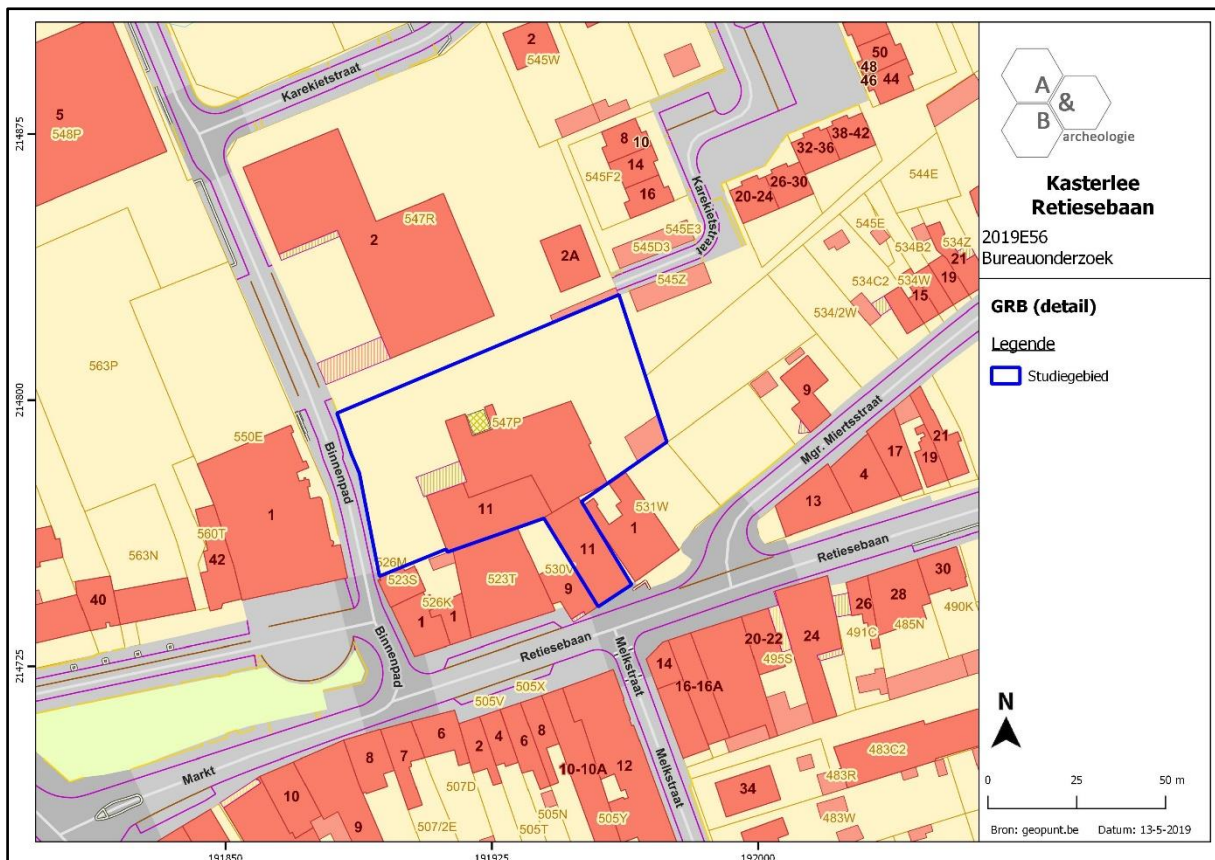 A
&
B
archeologie
Kasterlee
Retiesebaan
2019E56
Bureauonderzoek
GRB (detail)
Legende
Studiegebied
N
0 25 50 m
Bron: geopunt.be Datum: 13-5-2019
214875
214800
214725
191850
191925
192000
Karekietstraat
Karekietstraat
Binnenpad
Binnenpad
Mgr. Miertsstraat
Retiesebaan
Retiesebaan
Melkstraat
Melkstraat
Markt
5
548P
2
545W
50
48
46
44
8
10
14
16
545F2
38-42
32-36
26-30
20-24
544E
547R
2
2A
545E3
545D3
545Z
545E
534B2
534Z
21
19
534W
15
534C2
534/2W
563P
550E
1
560T
563N
42
40
547P
11
11
531W
1
9
17
21
19
4
13
526M
523S
526K
1
1
523T
530V
9
30
28
26
24
20-22
495S
491C
485N
490K
14
16-16A
505X
505V
6
2
4
6
8
7
8
10
9
507D
507/2E
505N
505T
10-10A
12
505Y
34
483C2
483R
483W